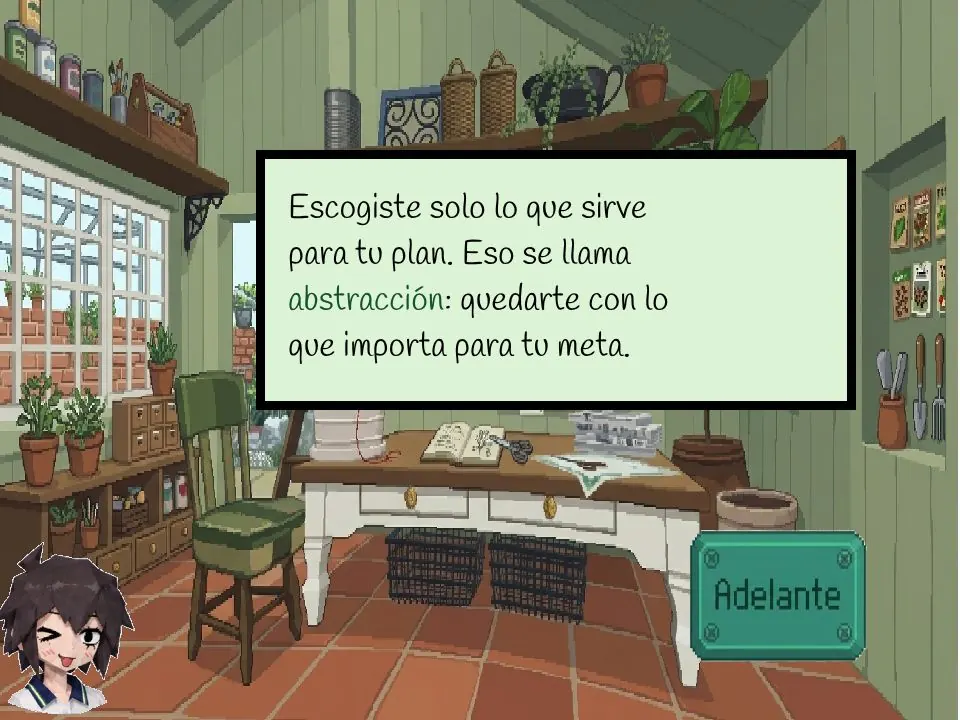 Escogiste solo lo que sirve
para tu plan. Eso se llama
abstracción: quedarte con lo
que importa para tu meta.
Adelante